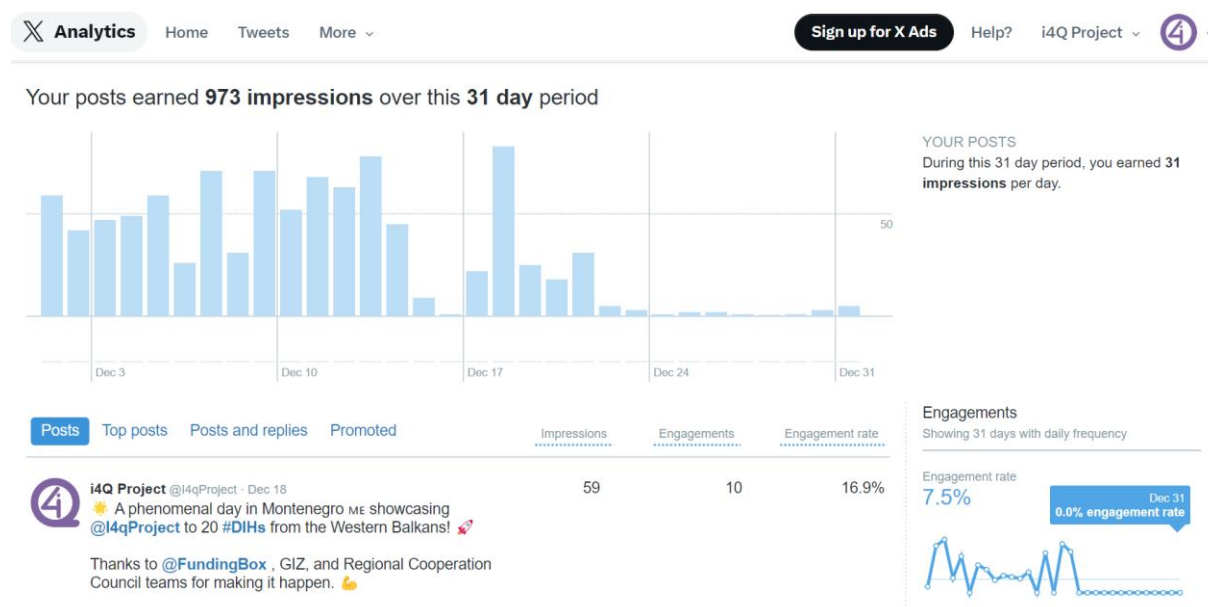 X Analytics Home Tweets More Sign up for X Ads Help? i4Q Project
Your posts earned 973 impressions over this 31 day period
YOUR POSTS
During this 31 day period, you earned 31
impressions per day.
50
Dec 3 Dec 10 Dec 17 Dec 24 Dec 31
Posts Top posts Posts and replies Promoted Impressions Engagements Engagement rate
i4Q Project @I4qProject · Dec 18 59 10 16.9%
🌟 A phenomenal day in Montenegro ME showcasing
@I4qProject to 20 #DIHs from the Western Balkans! 🚀
Thanks to @FundingBox , GIZ, and Regional Cooperation
Council teams for making it happen. 💪
Engagements
Showing 31 days with daily frequency
Engagement rate
7.5%
Dec 31
0.0% engagement rate